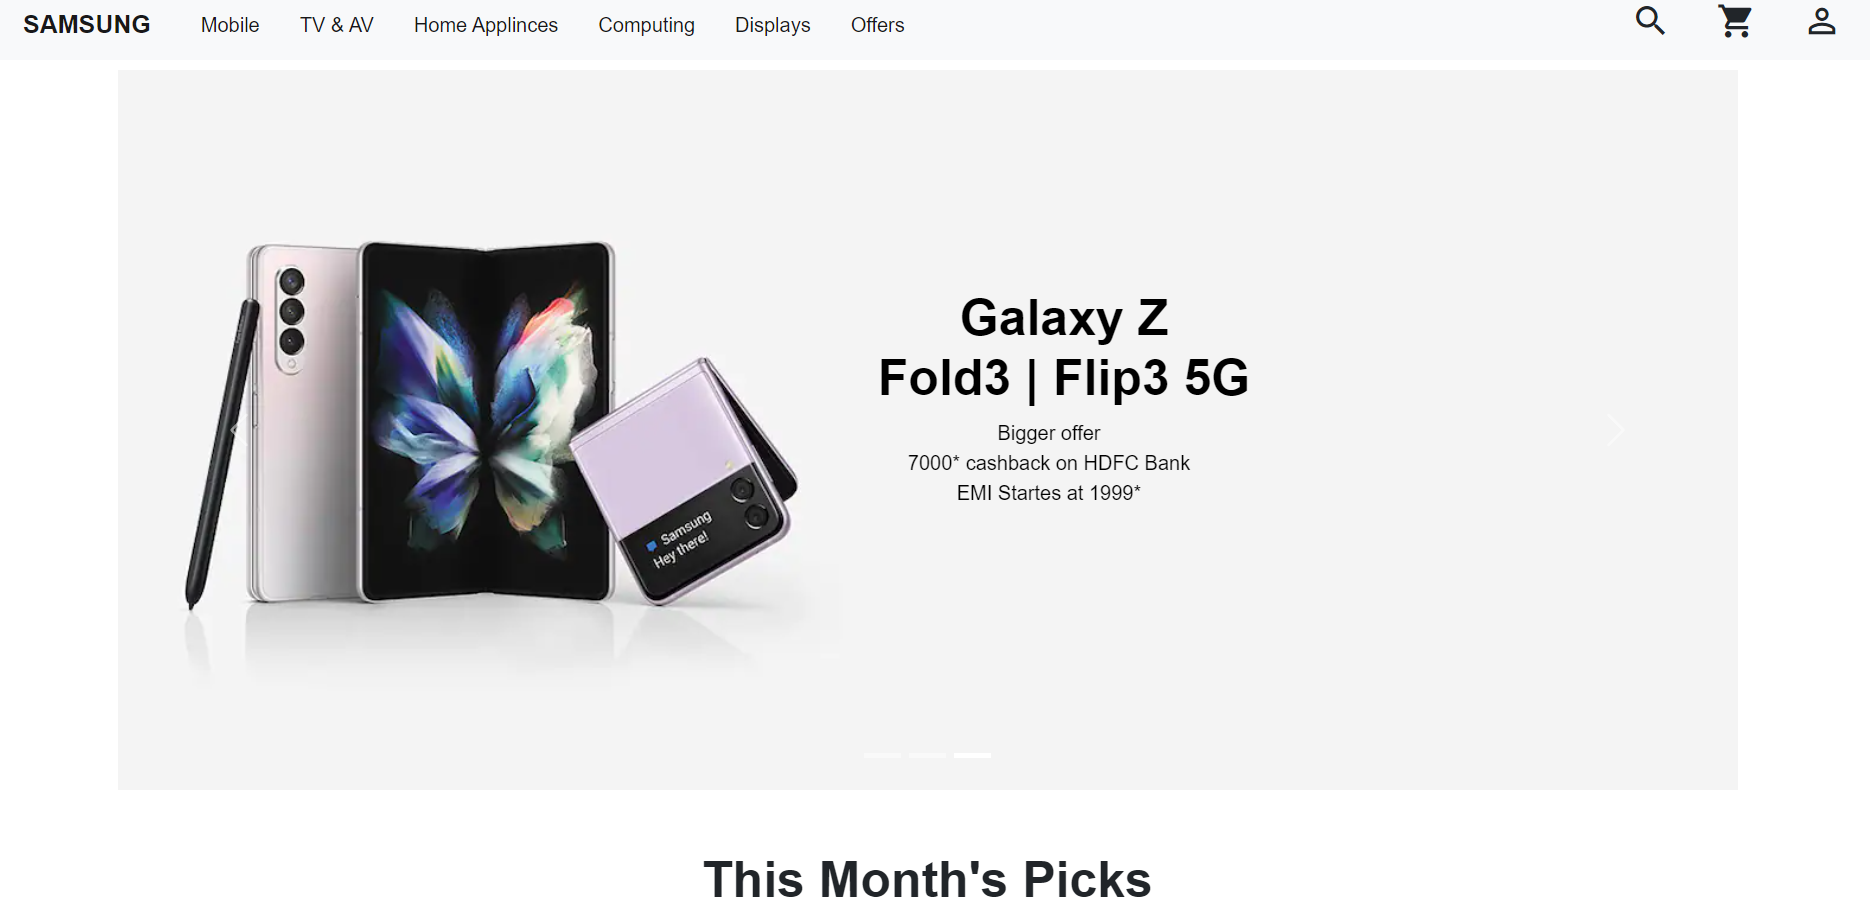 SAMSUNG Mobile TV & AV Home Applinces Computing Displays Offers
Galaxy Z
Fold3 | Flip3 5G
Bigger offer
7000* cashback on HDFC Bank
EMI Startes at 1999*
Samsung
Hey there!
This Month's Picks